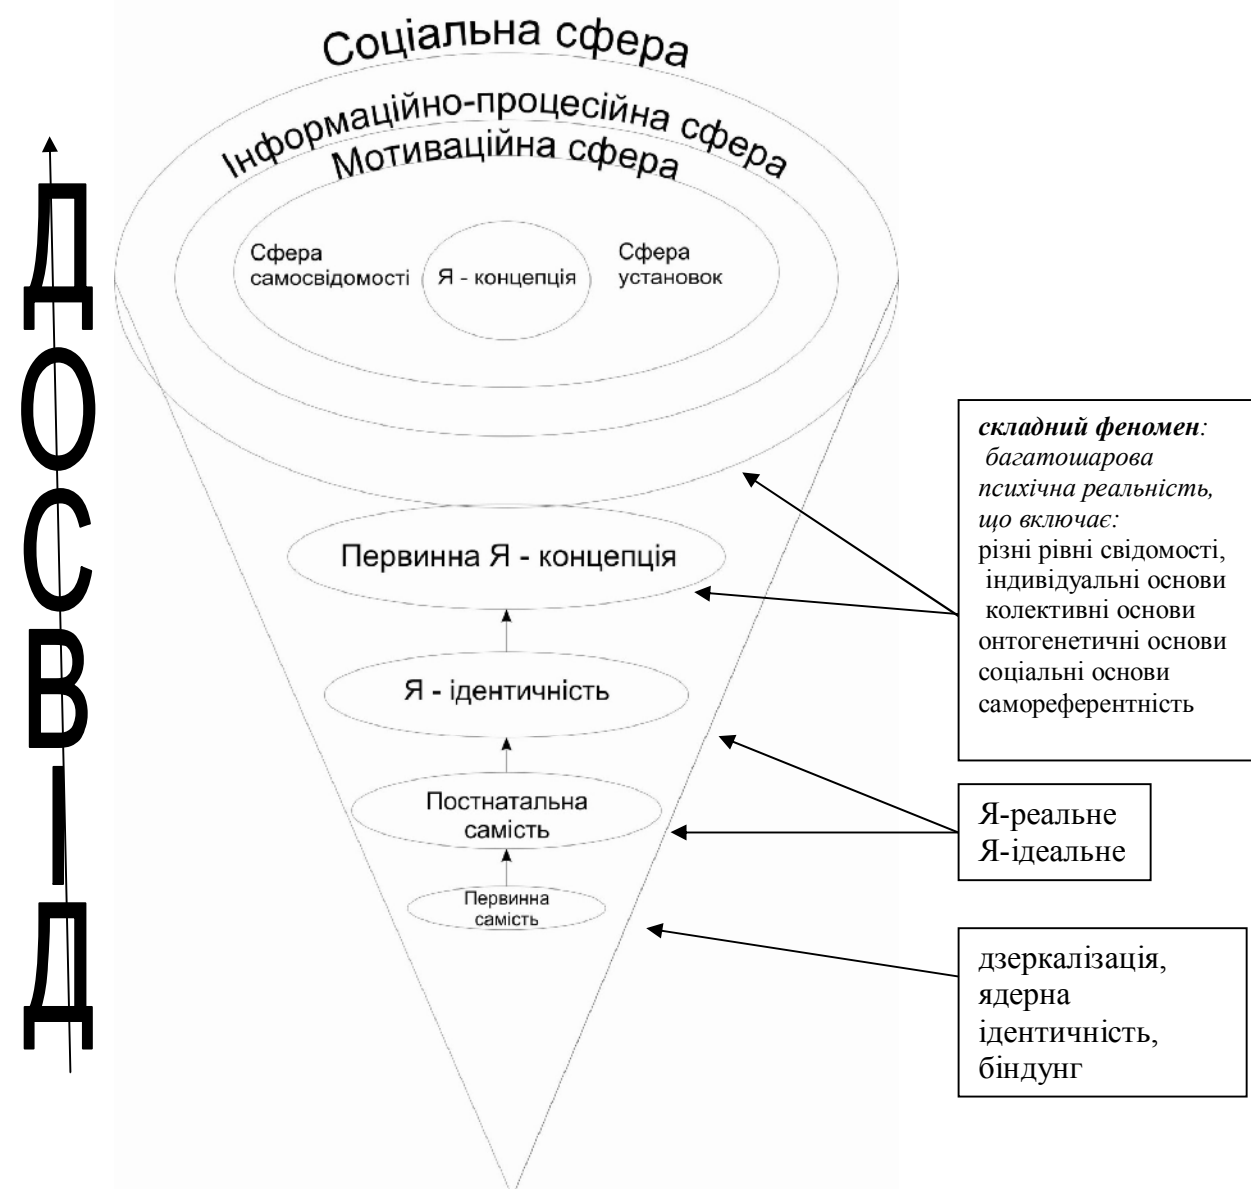 Соціальна сфера
Інформаційно-процесійна сфера
Мотиваційна сфера
Сфера
самосвідомості
Я - концепція
Сфера
установок
Первинна Я - концепція
Я - ідентичність
Постнатальна
самість
Первинна
самість
ДОСВІД
складний феномен:
багатошарова
психічна реальність,
що включає:
різні рівні свідомості,
індивідуальні основи
колективні основи
онтогенетичні основи
соціальні основи
самореферентність
Я-реальне
Я-ідеальне
дзеркалізація,
ядерна
ідентичність,
біндунг